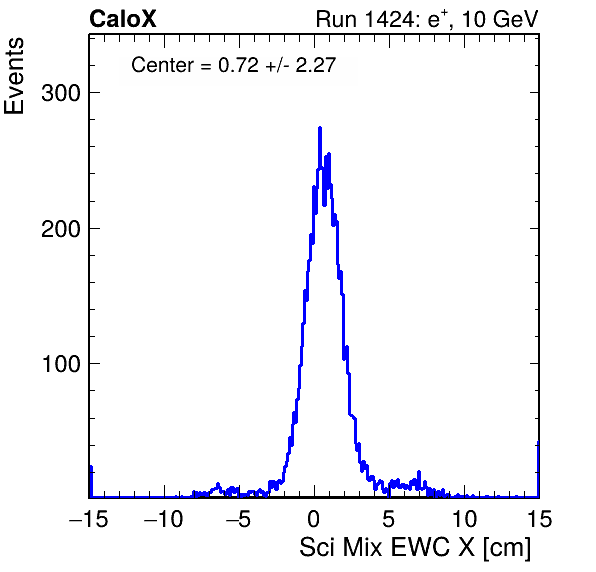 CaloX Run 1424: e⁺, 10 GeV
Center = 0.72 +/- 2.27
Events
300
200
100
−15 −10 −5 0 5 10 15
Sci Mix EWC X [cm]